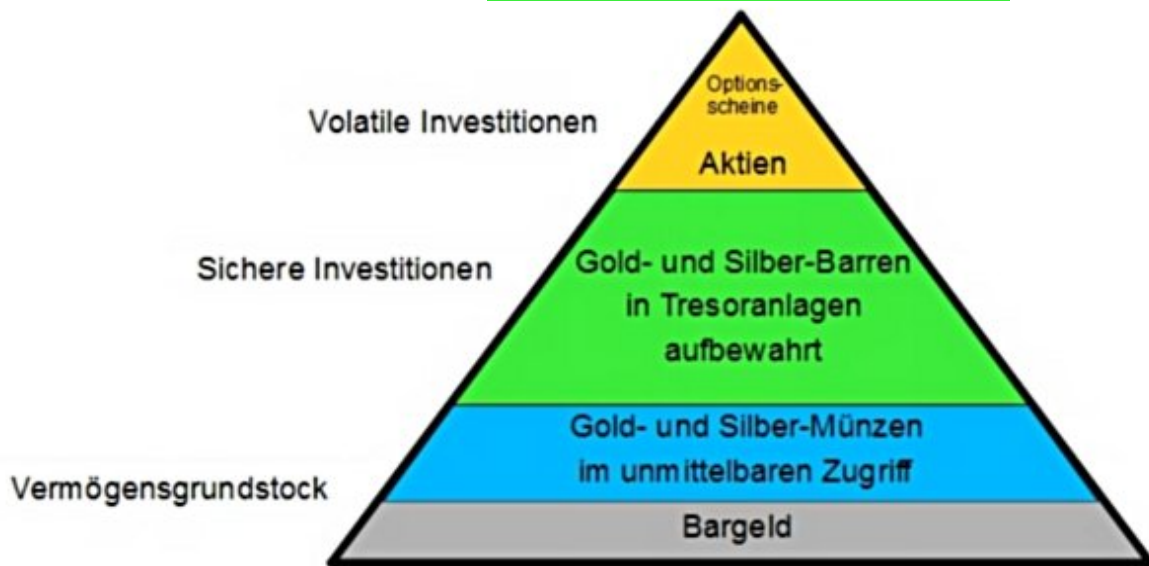 Options-
scheine
Volatile Investitionen
Aktien
Sichere Investitionen
Gold- und Silber-Barren
in Tresoranlagen
aufbewahrt
Gold- und Silber-Münzen
im unmittelbaren Zugriff
Vermögensgrundstock
Bargeld